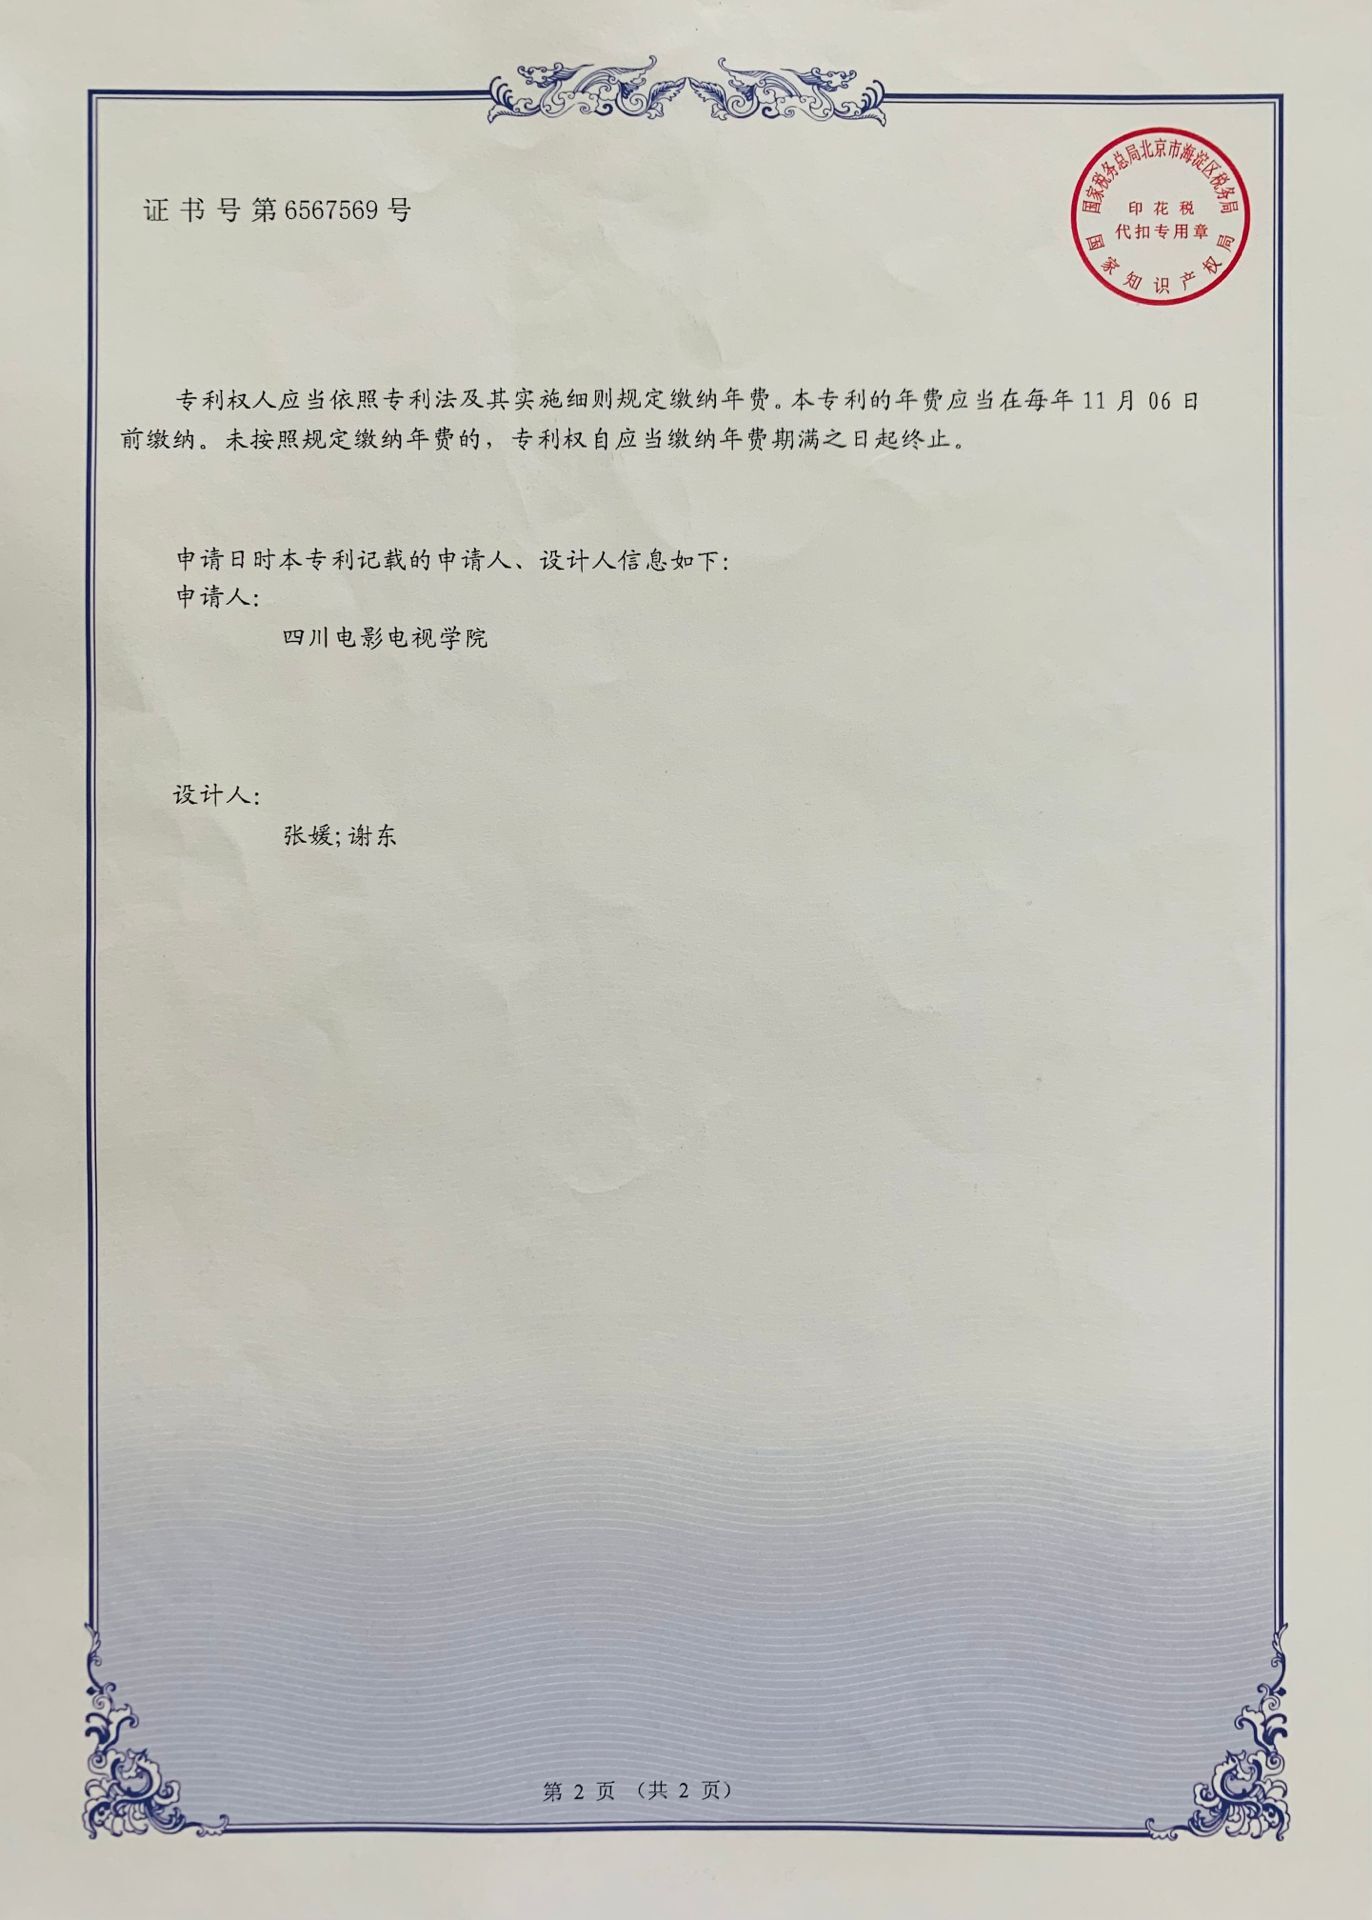 证书号第6567569号
国家税务总局北京市海淀区税务局
印花税
代扣专用章
国家知识产权局
专利权人应当依照专利法及其实施细则规定缴纳年费。本专利的年费应当在每年11月06日
前缴纳。未按照规定缴纳年费的，专利权自应当缴纳年费期满之日起终止。
申请日时本专利记载的申请人、设计人信息如下：
申请人：
四川电影电视学院
设计人：
张媛;谢东
第 2 页 （共 2 页）